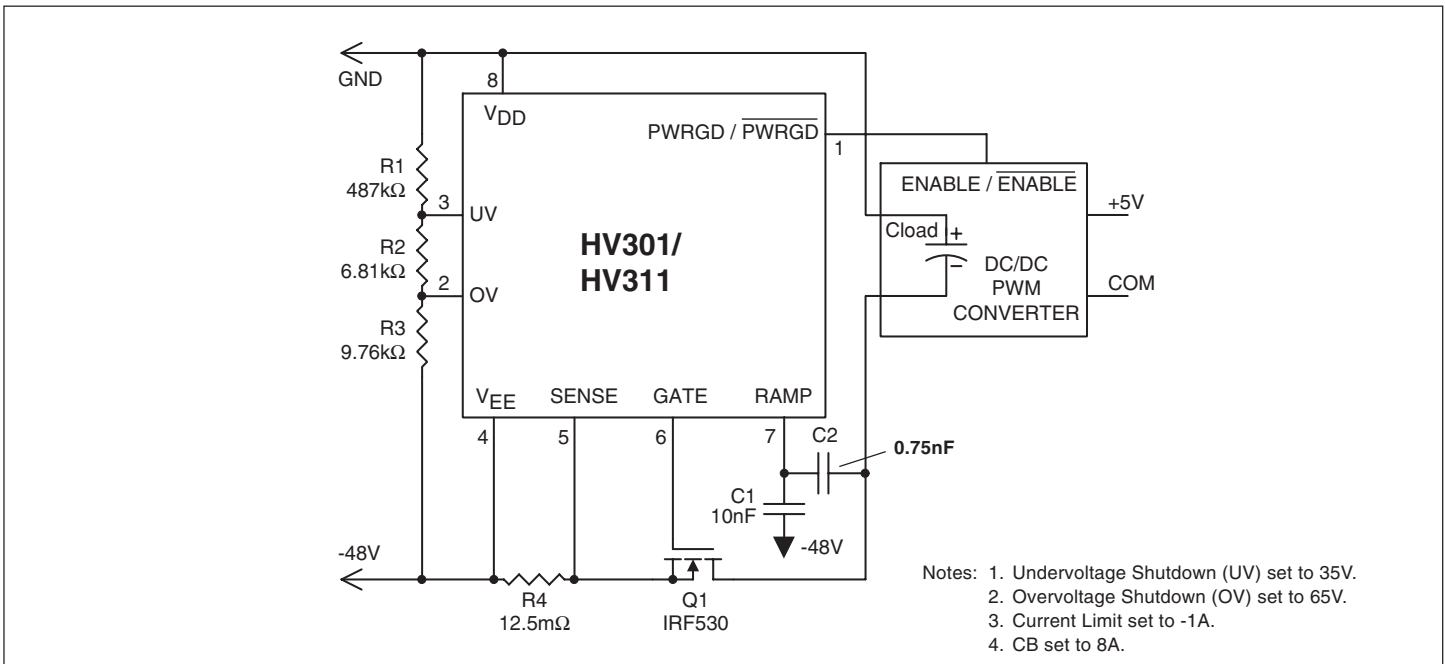 GND
8
VDD
PWRGD / PWRGD
1
R1
487kΩ
3
UV
ENABLE / ENABLE
+5V
Cload
+
–
R2
6.81kΩ
HV301/
HV311
2
OV
DC/DC
PWM
CONVERTER
COM
R3
9.76kΩ
VEE
SENSE
GATE
RAMP
4
5
6
7
C2
0.75nF
C1
10nF
-48V
-48V
R4
12.5mΩ
Q1
IRF530
Notes: 1. Undervoltage Shutdown (UV) set to 35V.
2. Overvoltage Shutdown (OV) set to 65V.
3. Current Limit set to -1A.
4. CB set to 8A.